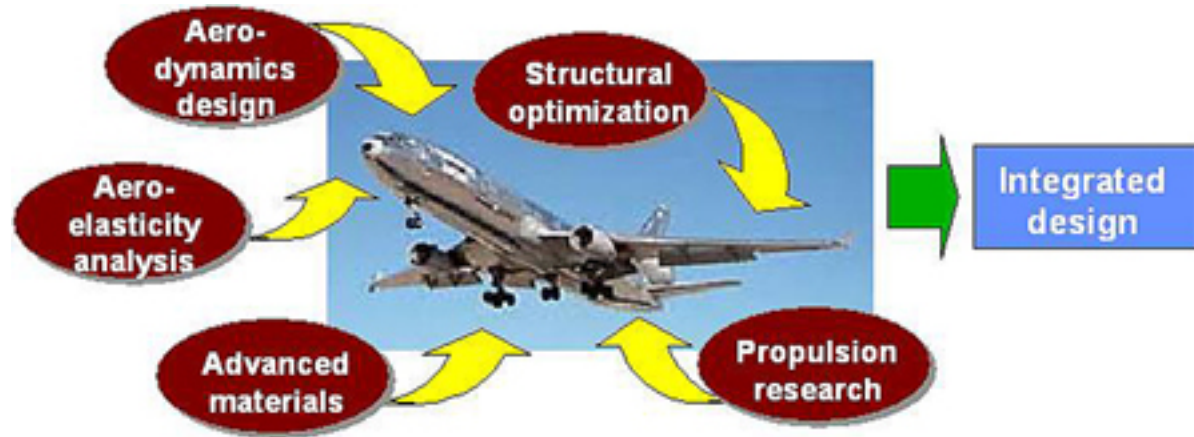 Aero-
dynamics
design
Structural
optimization
Aero-
elasticity
analysis
Integrated
design
Advanced
materials
Propulsion
research